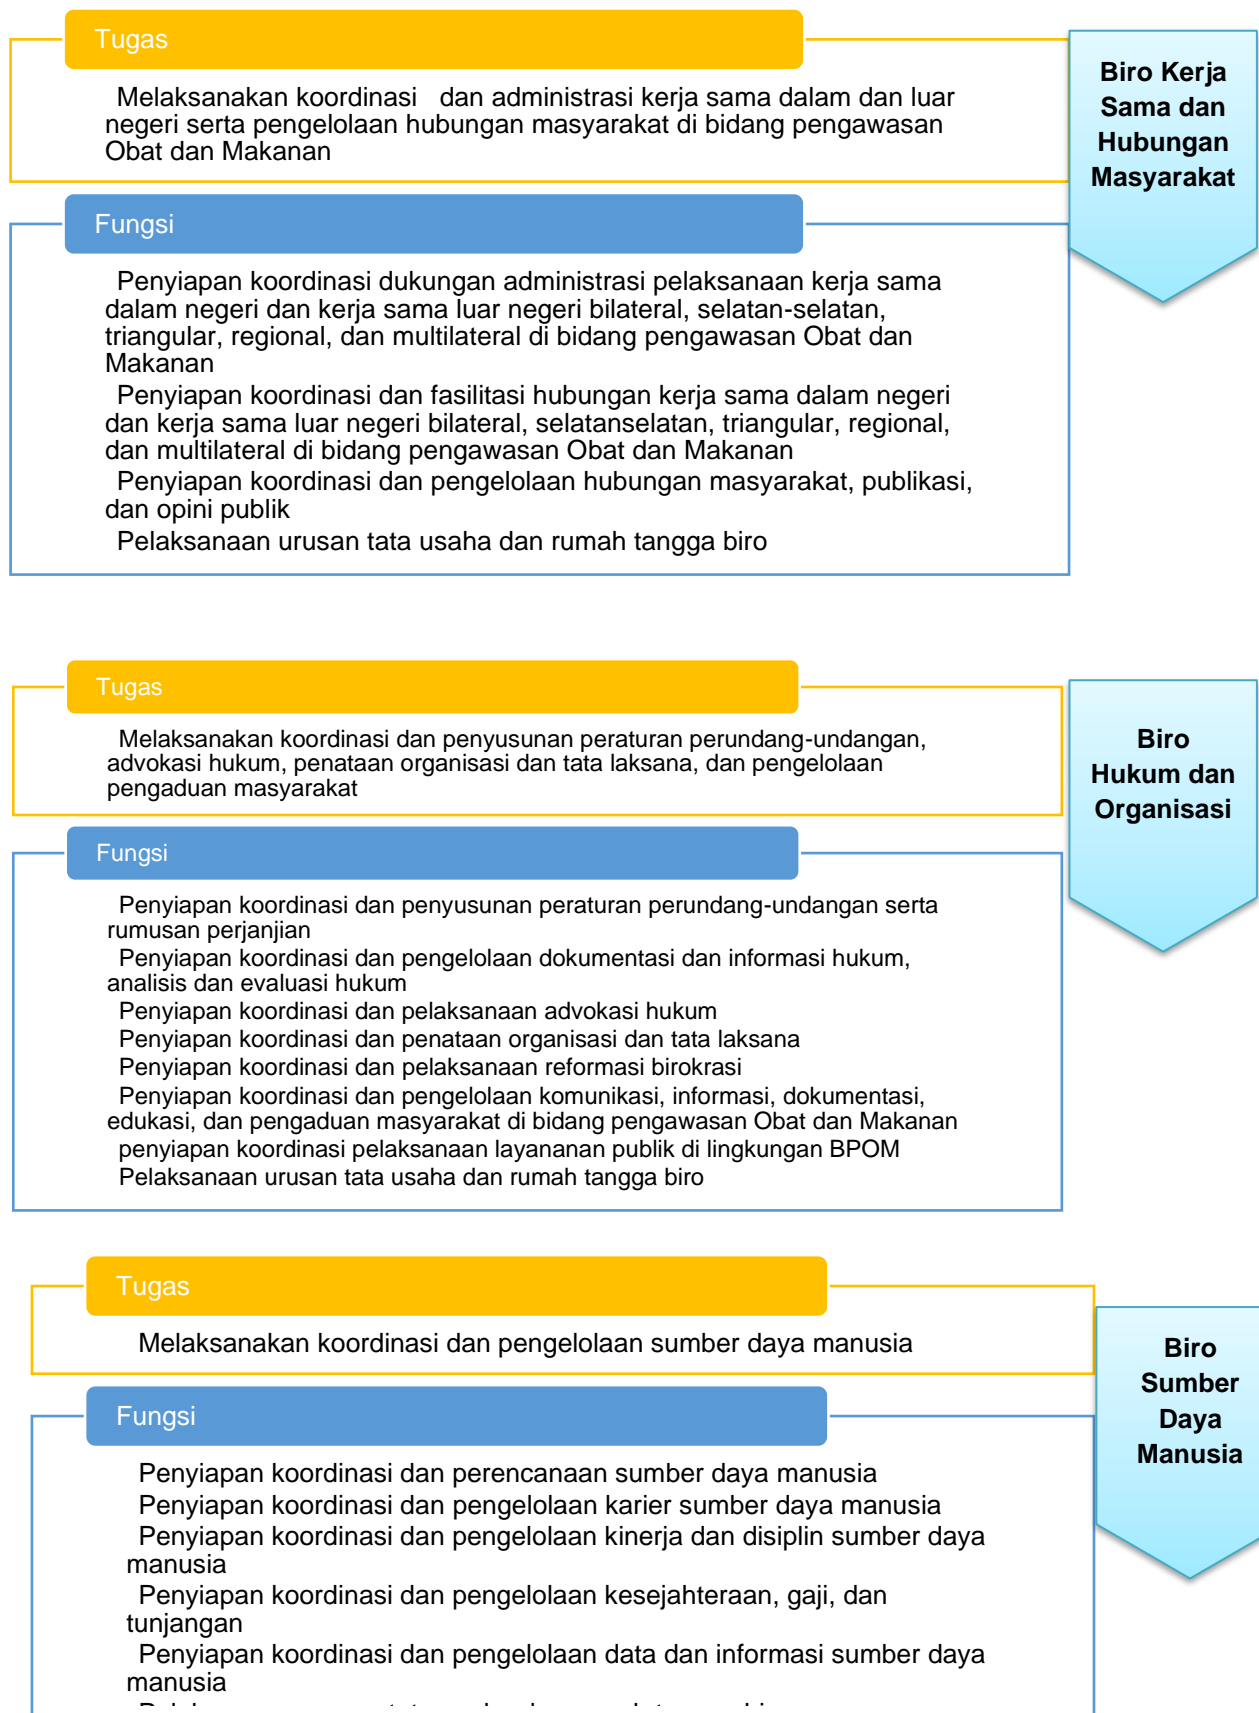 Tugas
Melaksanakan koordinasi dan administrasi kerja sama dalam dan luar
negeri serta pengelolaan hubungan masyarakat di bidang pengawasan
Obat dan Makanan
Biro Kerja
Sama dan
Hubungan
Masyarakat
Fungsi
Penyiapan koordinasi dukungan administrasi pelaksanaan kerja sama
dalam negeri dan kerja sama luar negeri bilateral, selatan-selatan,
triangular, regional, dan multilateral di bidang pengawasan Obat dan
Makanan
Penyiapan koordinasi dan fasilitasi hubungan kerja sama dalam negeri
dan kerja sama luar negeri bilateral, selatanselatan, triangular, regional,
dan multilateral di bidang pengawasan Obat dan Makanan
Penyiapan koordinasi dan pengelolaan hubungan masyarakat, publikasi,
dan opini publik
Pelaksanaan urusan tata usaha dan rumah tangga biro
Tugas
Melaksanakan koordinasi dan penyusunan peraturan perundang-undangan,
advokasi hukum, penataan organisasi dan tata laksana, dan pengelolaan
pengaduan masyarakat
Biro
Hukum dan
Organisasi
Fungsi
Penyiapan koordinasi dan penyusunan peraturan perundang-undangan serta
rumusan perjanjian
Penyiapan koordinasi dan pengelolaan dokumentasi dan informasi hukum,
analisis dan evaluasi hukum
Penyiapan koordinasi dan pelaksanaan advokasi hukum
Penyiapan koordinasi dan penataan organisasi dan tata laksana
Penyiapan koordinasi dan pelaksanaan reformasi birokrasi
Penyiapan koordinasi dan pengelolaan komunikasi, informasi, dokumentasi,
edukasi, dan pengaduan masyarakat di bidang pengawasan Obat dan Makanan
penyiapan koordinasi pelaksanaan layananan publik di lingkungan BPOM
Pelaksanaan urusan tata usaha dan rumah tangga biro
Tugas
Melaksanakan koordinasi dan pengelolaan sumber daya manusia
Biro
Sumber
Daya
Manusia
Fungsi
Penyiapan koordinasi dan perencanaan sumber daya manusia
Penyiapan koordinasi dan pengelolaan karier sumber daya manusia
Penyiapan koordinasi dan pengelolaan kinerja dan disiplin sumber daya
manusia
Penyiapan koordinasi dan pengelolaan kesejahteraan, gaji, dan
tunjangan
Penyiapan koordinasi dan pengelolaan data dan informasi sumber daya
manusia